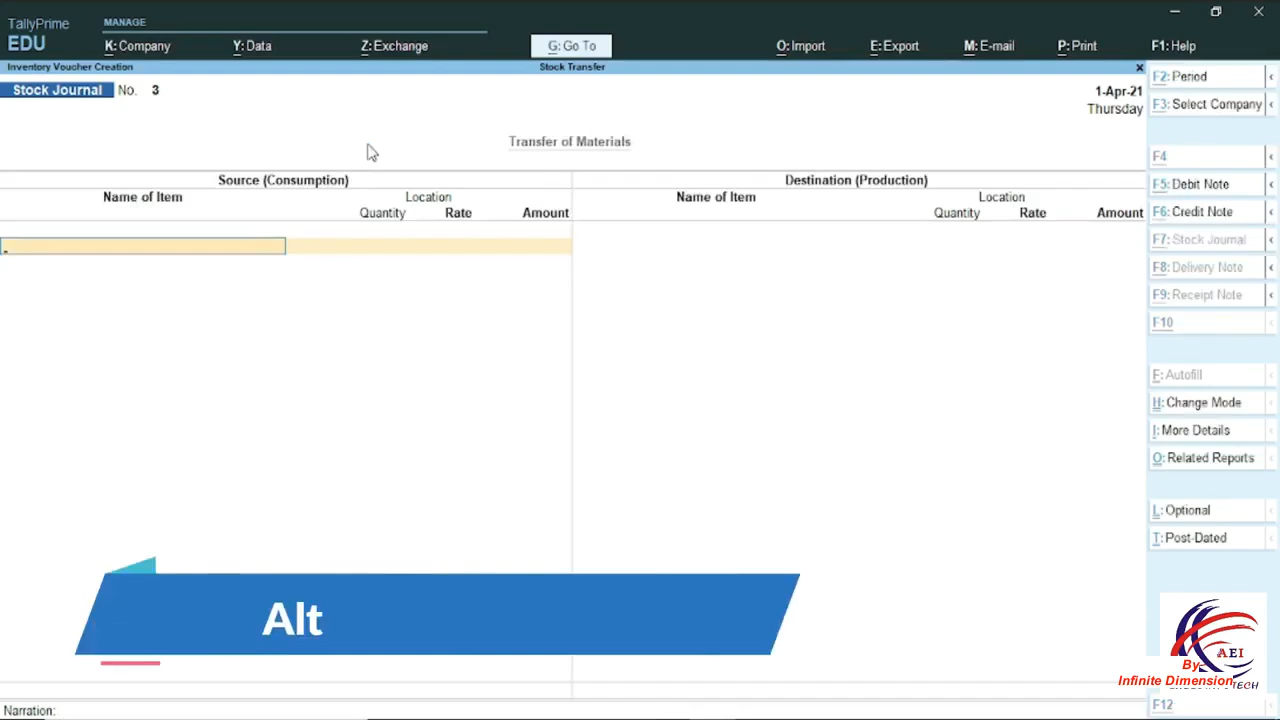 TallyPrime
EDU
MANAGE
K: Company
Y: Data
Z: Exchange
G: Go To
O: Import
E: Export
M: E-mail
P: Print
F1: Help
Inventory Voucher Creation
Stock Transfer
x
Stock Journal No. 3
1-Apr-21
Thursday
Transfer of Materials
Source (Consumption)
Destination (Production)
Name of Item
Location
Name of Item
Location
Quantity Rate Amount
Quantity Rate Amount
F2: Period
F3: Select Company
F4
F5: Debit Note
F6: Credit Note
F7: Stock Journal
F8: Delivery Note
F9: Receipt Note
F10
F: Autofill
H: Change Mode
I: More Details
O: Related Reports
L: Optional
T: Post-Dated
F12
Alt
AEI
By-
Infinite Dimension
Narration: